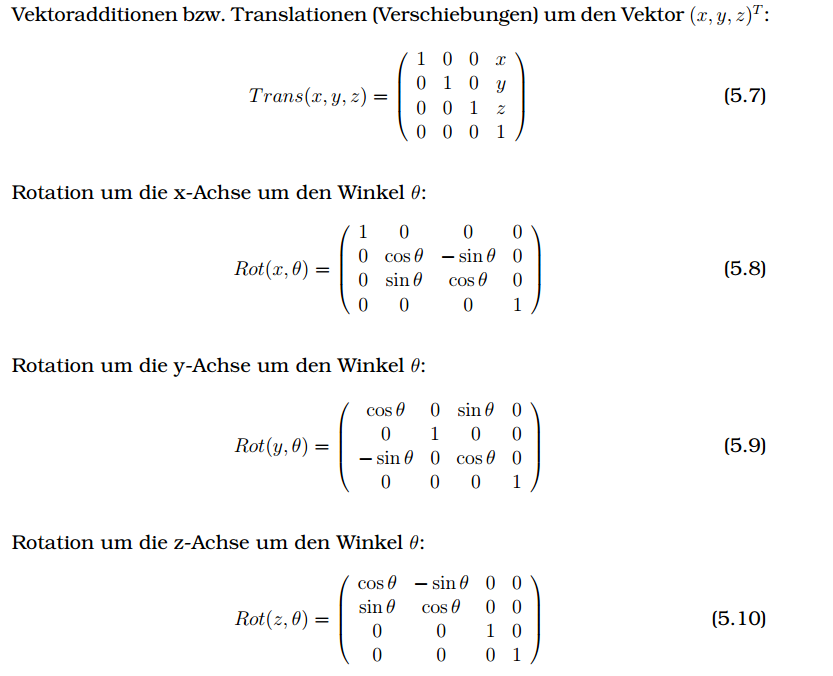 Vektoradditionen bzw. Translationen (Verschiebungen) um den Vektor (x, y, z)^T:
Trans(x, y, z) = ( 1 0 0 x
0 1 0 y
0 0 1 z
0 0 0 1 ) (5.7)
Rotation um die x-Achse um den Winkel θ:
Rot(x, θ) = ( 1 0 0 0
0 cos θ − sin θ 0
0 sin θ cos θ 0
0 0 0 1 ) (5.8)
Rotation um die y-Achse um den Winkel θ:
Rot(y, θ) = ( cos θ 0 sin θ 0
0 1 0 0
− sin θ 0 cos θ 0
0 0 0 1 ) (5.9)
Rotation um die z-Achse um den Winkel θ:
Rot(z, θ) = ( cos θ − sin θ 0 0
sin θ cos θ 0 0
0 0 1 0
0 0 0 1 ) (5.10)